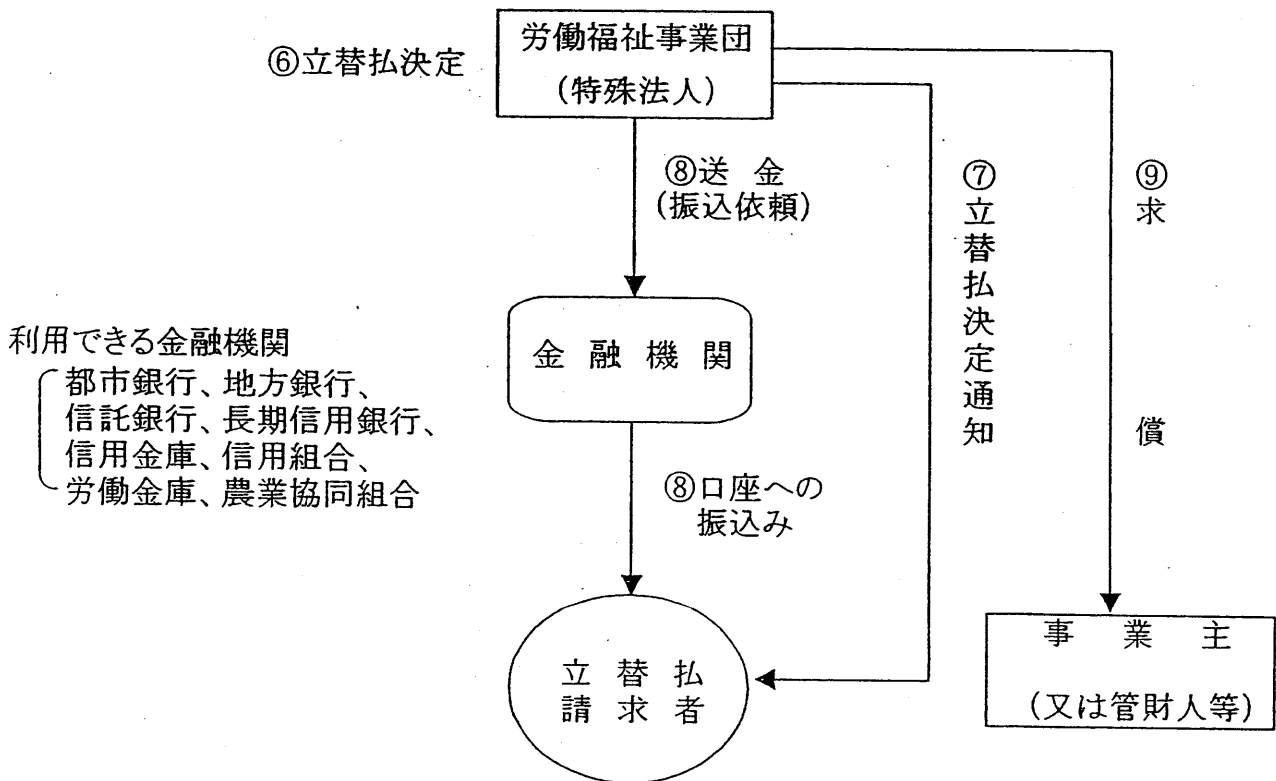 労働福祉事業団
(特殊法人)
⑥立替払決定
⑧送 金
(振込依頼)
⑦立替払決定通知
⑨求 償
利用できる金融機関
都市銀行、地方銀行、
信託銀行、長期信用銀行、
信用金庫、信用組合、
労働金庫、農業協同組合
金 融 機 関
⑧口座への
振込み
立 替 払
請 求 者
事 業 主
(又は管財人等)